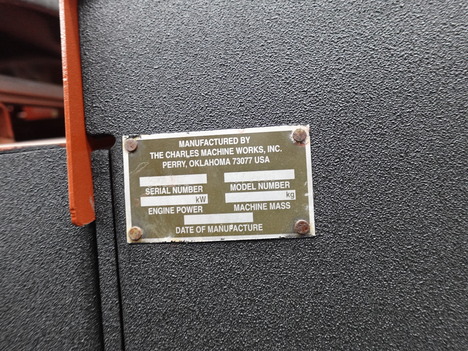 MANUFACTURED BY
THE CHARLES MACHINE WORKS, INC.
PERRY, OKLAHOMA 73077 USA
SERIAL NUMBER MODEL NUMBER
kW kg
ENGINE POWER MACHINE MASS
DATE OF MANUFACTURE